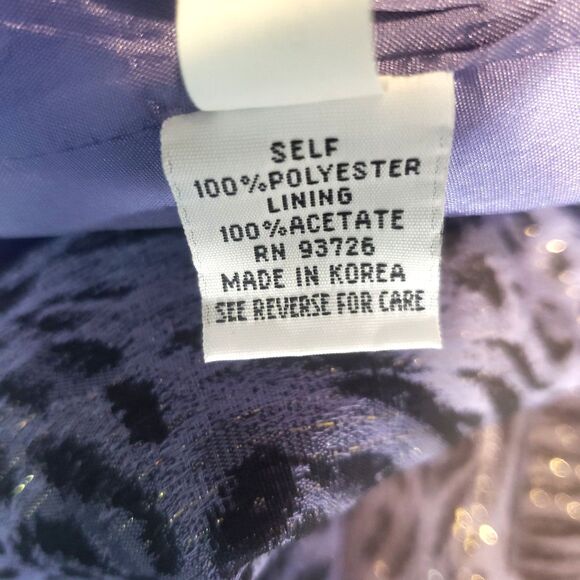 SELF
100%POLYESTER
LINING
100%ACETATE
RN 93726
MADE IN KOREA
SEE REVERSE FOR CARE